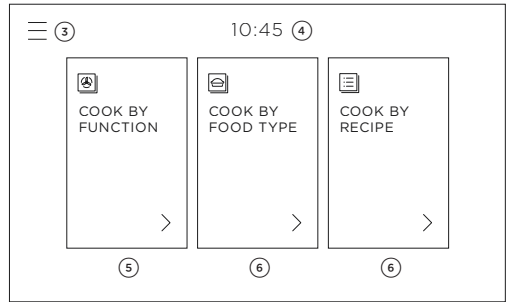 3 10:45 4
COOK BY
FUNCTION
COOK BY
FOOD TYPE
COOK BY
RECIPE
5 6 6